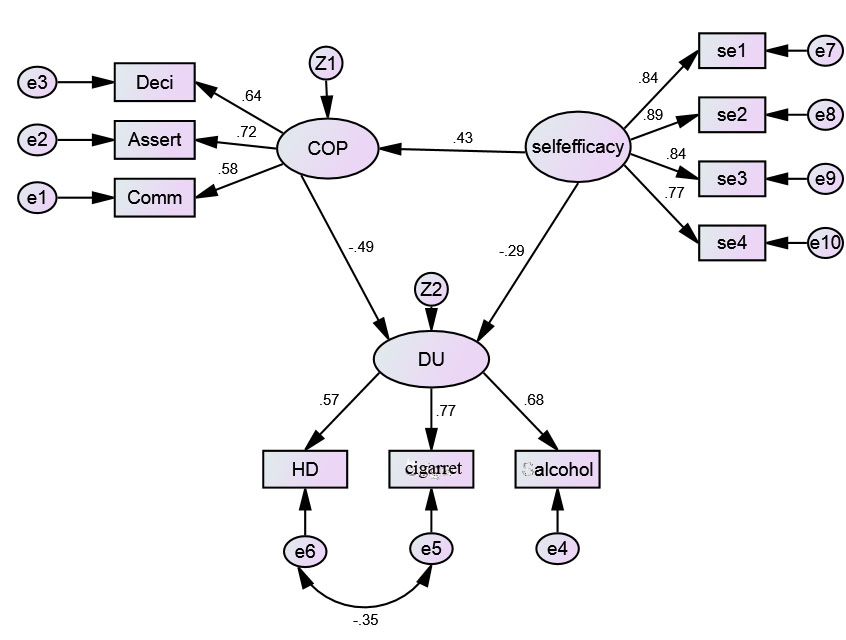 Z1
se1
e7
e3
Deci
.64
.84
se2
e8
.89
e2
Assert
.72
COP
.43
selfefficacy
.84
se3
e9
.58
e1
Comm
.77
se4
e10
-.49
-.29
Z2
DU
.57
.77
.68
HD
cigarret
alcohol
e6
e5
e4
-.35